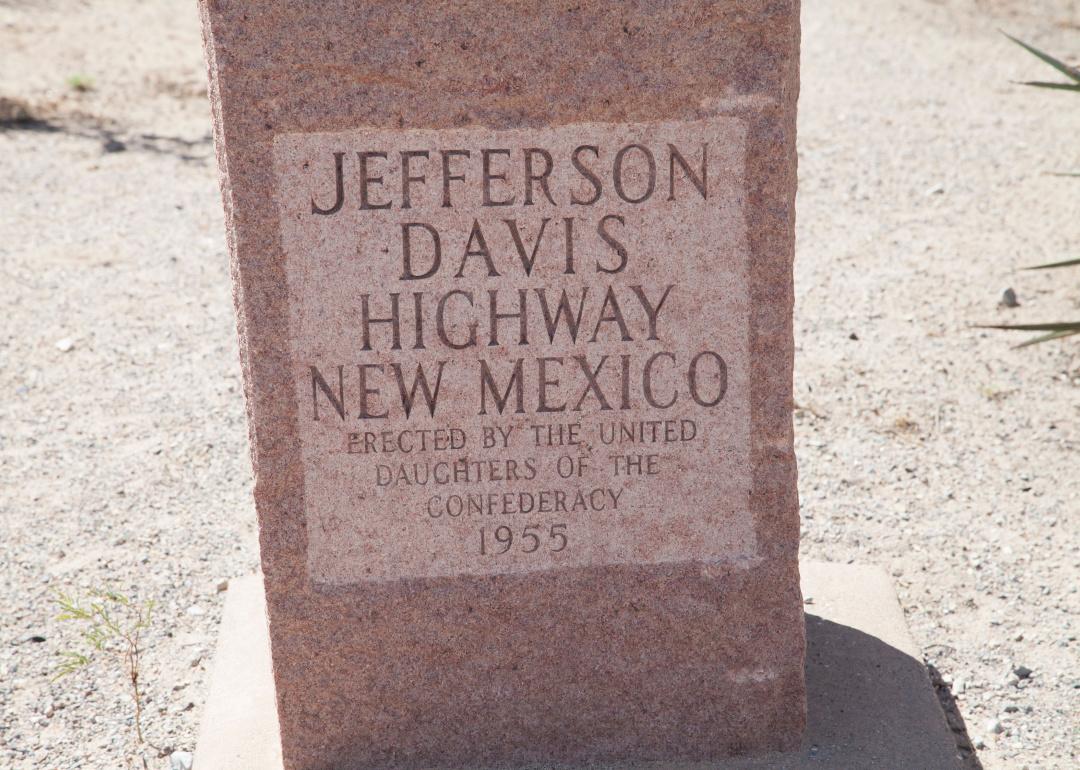 JEFFERSON
DAVIS
HIGHWAY
NEW MEXICO
ERECTED BY THE UNITED
DAUGHTERS OF THE
CONFEDERACY
1955